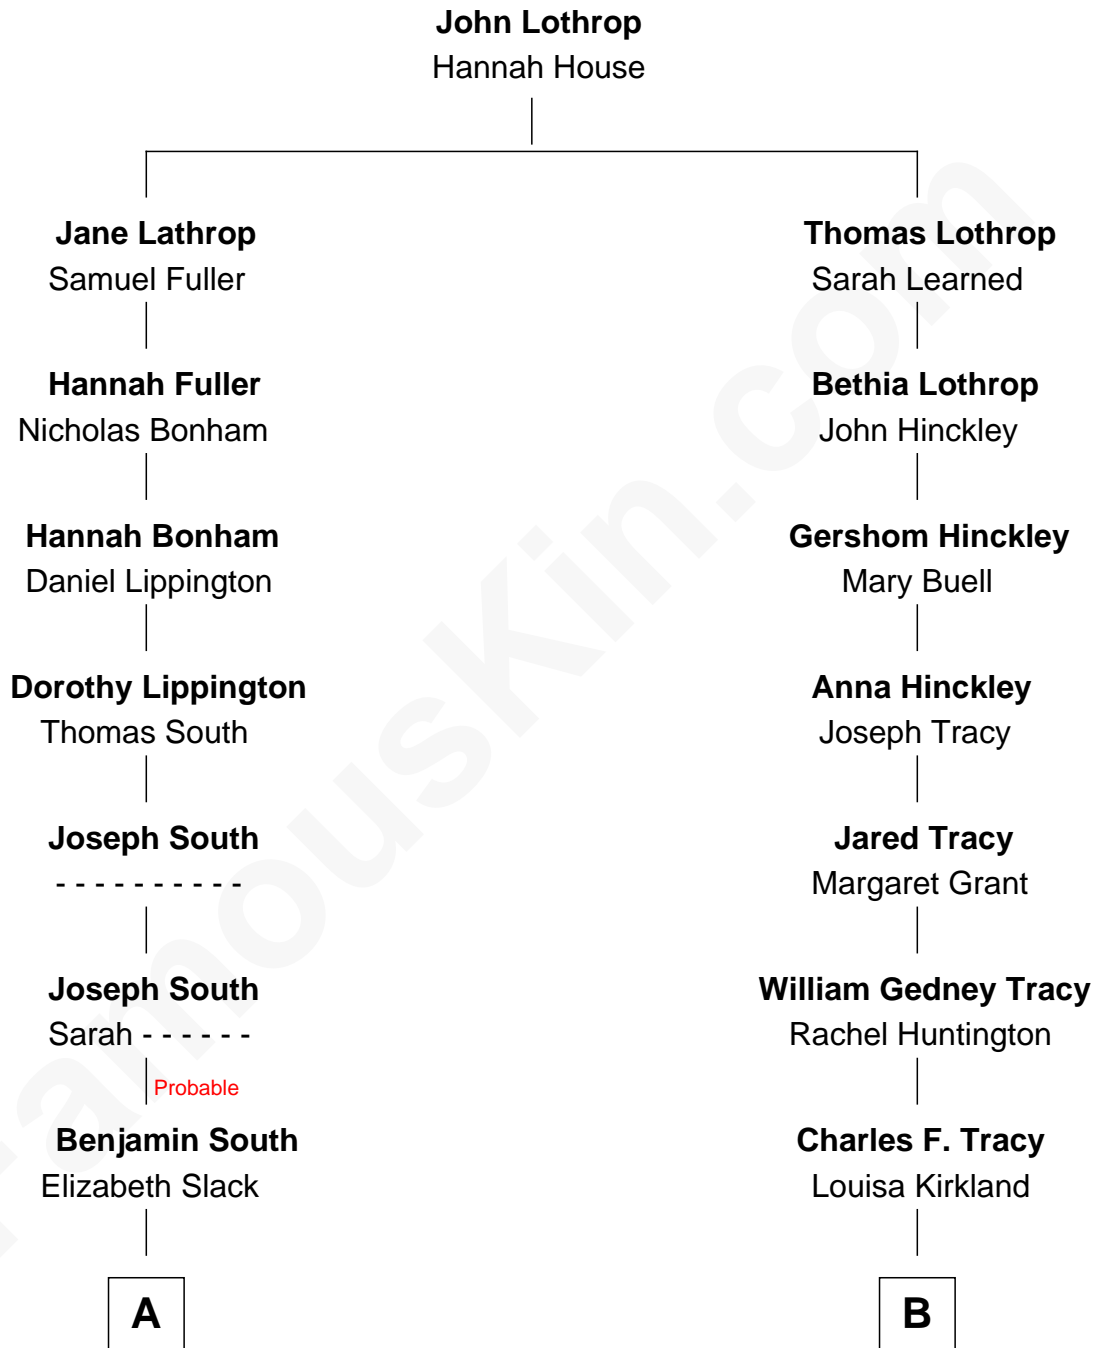 John Lothrop
Hannah House
Jane Lathrop
Samuel Fuller
Hannah Fuller
Nicholas Bonham
Hannah Bonham
Daniel Lippington
Dorothy Lippington
Thomas South
Joseph South
- - - - - - - - - -
Joseph South
Sarah - - - - - -
Probable
Benjamin South
Elizabeth Slack
A
Thomas Lothrop
Sarah Learned
Bethia Lothrop
John Hinckley
Gershom Hinckley
Mary Buell
Anna Hinckley
Joseph Tracy
Jared Tracy
Margaret Grant
William Gedney Tracy
Rachel Huntington
Charles F. Tracy
Louisa Kirkland
B
FamousKin.com